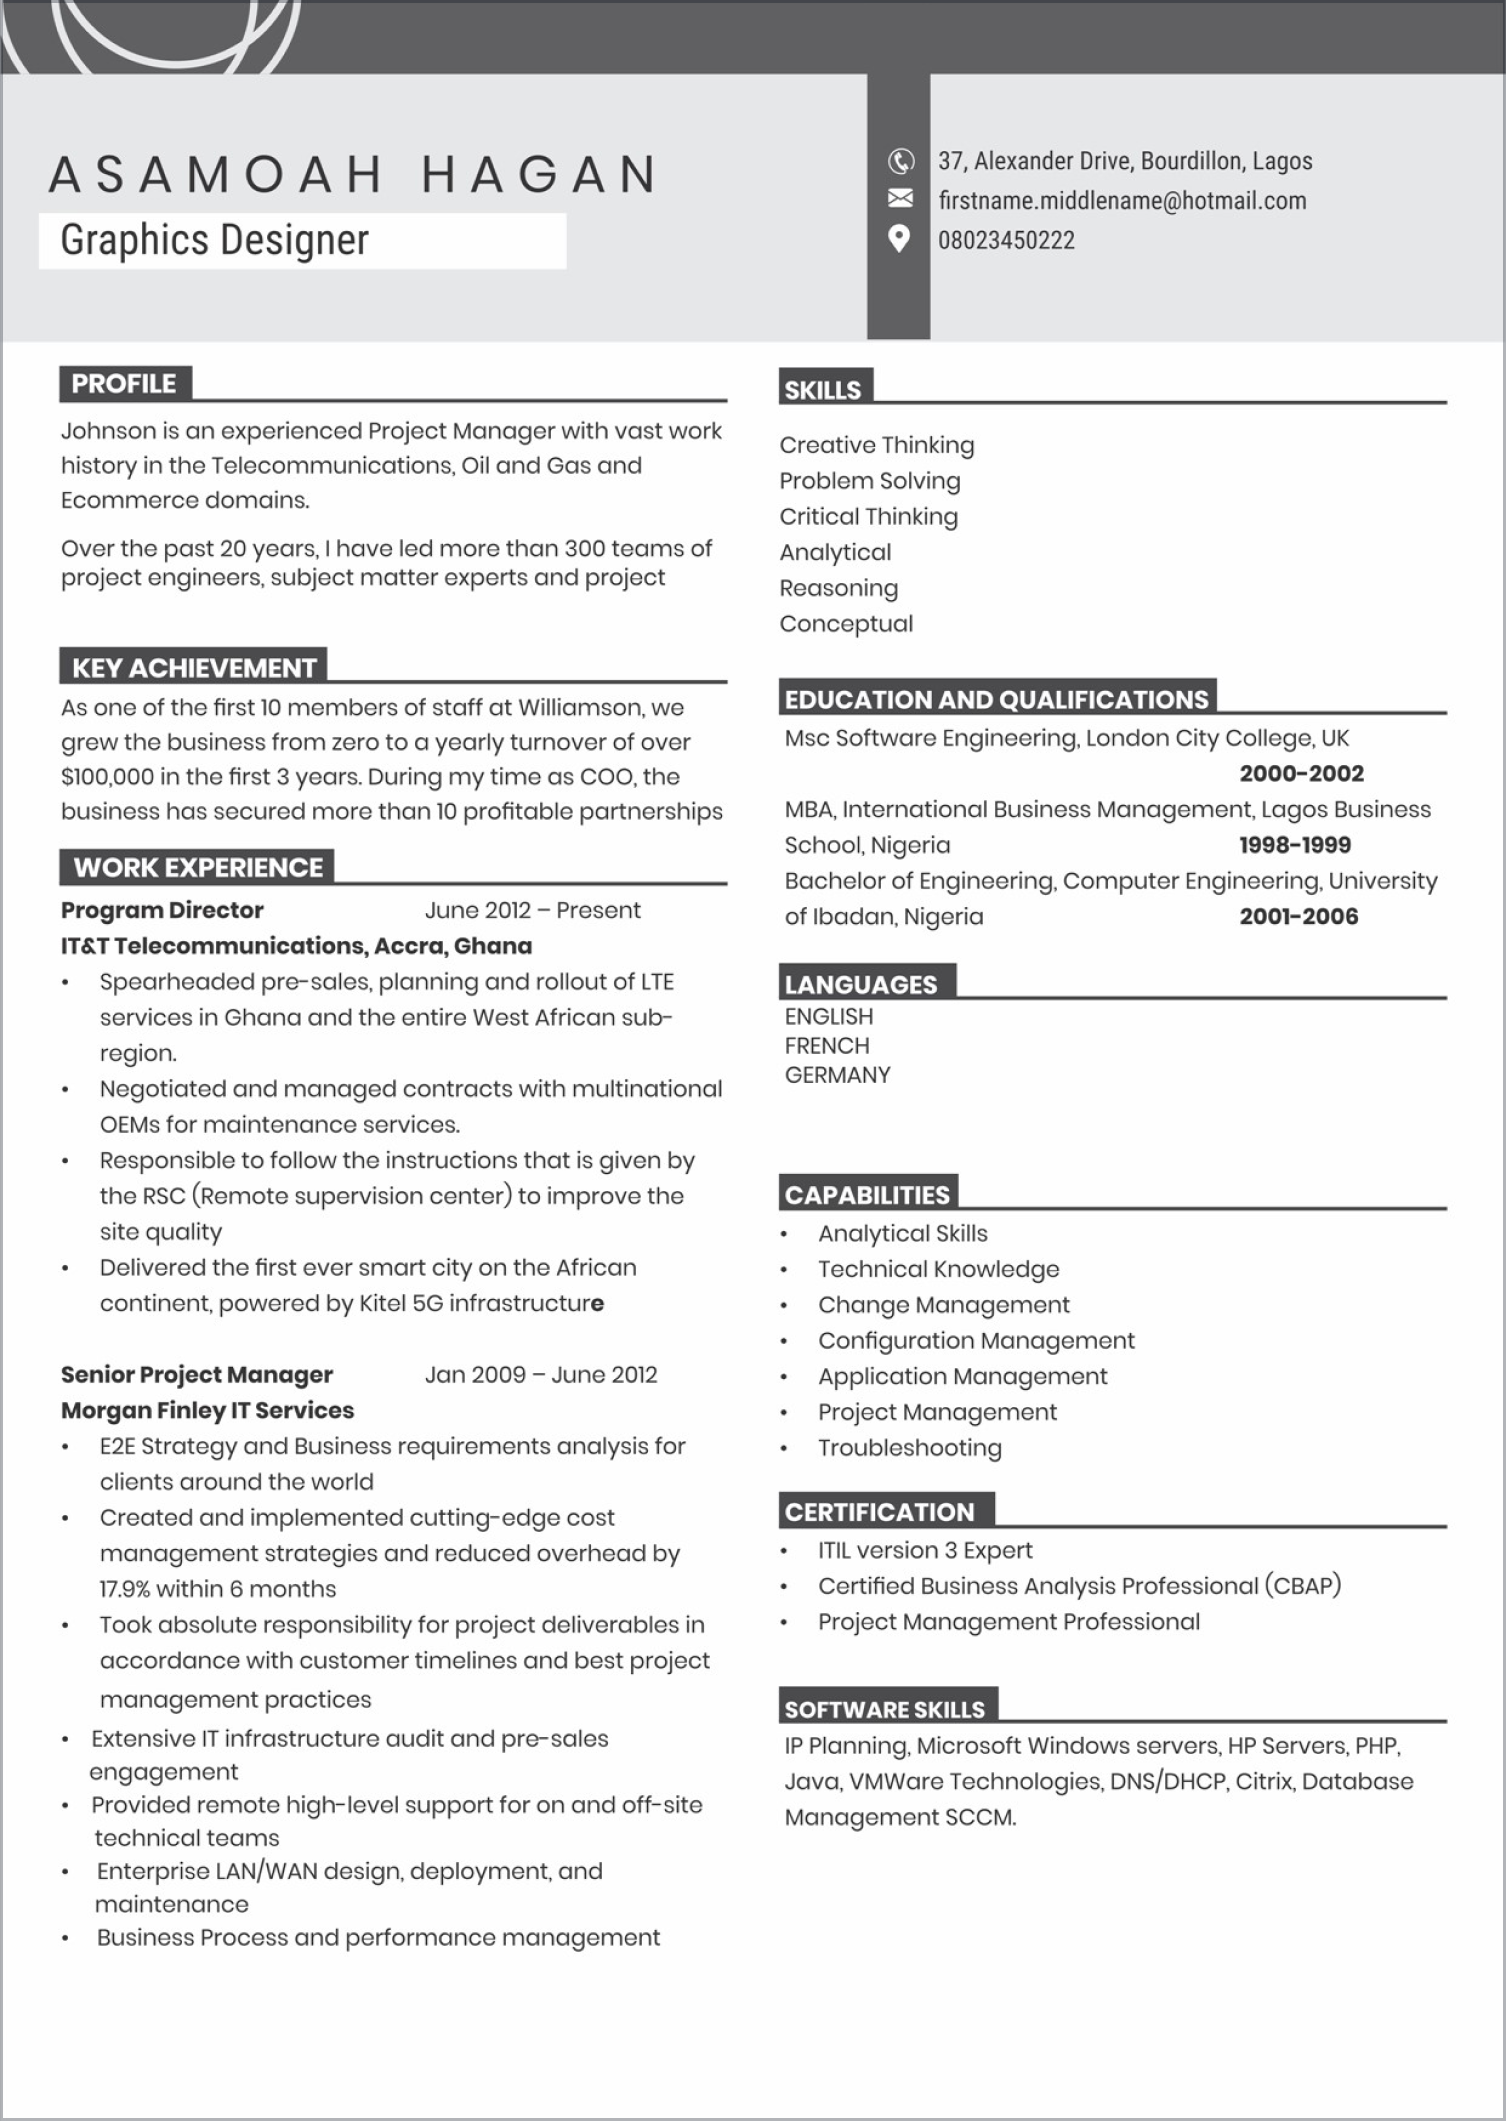 ASAMOAH HAGAN
Graphics Designer
37, Alexander Drive, Bourdillon, Lagos
firstname.middlename@hotmail.com
08023450222
PROFILE
Johnson is an experienced Project Manager with vast work
history in the Telecommunications, Oil and Gas and
Ecommerce domains.
Over the past 20 years, I have led more than 300 teams of
project engineers, subject matter experts and project
KEY ACHIEVEMENT
As one of the first 10 members of staff at Williamson, we
grew the business from zero to a yearly turnover of over
$100,000 in the first 3 years. During my time as COO, the
business has secured more than 10 profitable partnerships
WORK EXPERIENCE
Program Director June 2012 – Present
IT&T Telecommunications, Accra, Ghana
• Spearheaded pre-sales, planning and rollout of LTE
services in Ghana and the entire West African sub-
region.
• Negotiated and managed contracts with multinational
OEMs for maintenance services.
• Responsible to follow the instructions that is given by
the RSC (Remote supervision center) to improve the
site quality
• Delivered the first ever smart city on the African
continent, powered by Kitel 5G infrastructure
Senior Project Manager Jan 2009 – June 2012
Morgan Finley IT Services
• E2E Strategy and Business requirements analysis for
clients around the world
• Created and implemented cutting-edge cost
management strategies and reduced overhead by
17.9% within 6 months
• Took absolute responsibility for project deliverables in
accordance with customer timelines and best project
management practices
• Extensive IT infrastructure audit and pre-sales
engagement
• Provided remote high-level support for on and off-site
technical teams
• Enterprise LAN/WAN design, deployment, and
maintenance
• Business Process and performance management
SKILLS
Creative Thinking
Problem Solving
Critical Thinking
Analytical
Reasoning
Conceptual
EDUCATION AND QUALIFICATIONS
Msc Software Engineering, London City College, UK
2000-2002
MBA, International Business Management, Lagos Business
School, Nigeria 1998-1999
Bachelor of Engineering, Computer Engineering, University
of Ibadan, Nigeria 2001-2006
LANGUAGES
ENGLISH
FRENCH
GERMANY
CAPABILITIES
• Analytical Skills
• Technical Knowledge
• Change Management
• Configuration Management
• Application Management
• Project Management
• Troubleshooting
CERTIFICATION
• ITIL version 3 Expert
• Certified Business Analysis Professional (CBAP)
• Project Management Professional
SOFTWARE SKILLS
IP Planning, Microsoft Windows servers, HP Servers, PHP,
Java, VMWare Technologies, DNS/DHCP, Citrix, Database
Management SCCM.